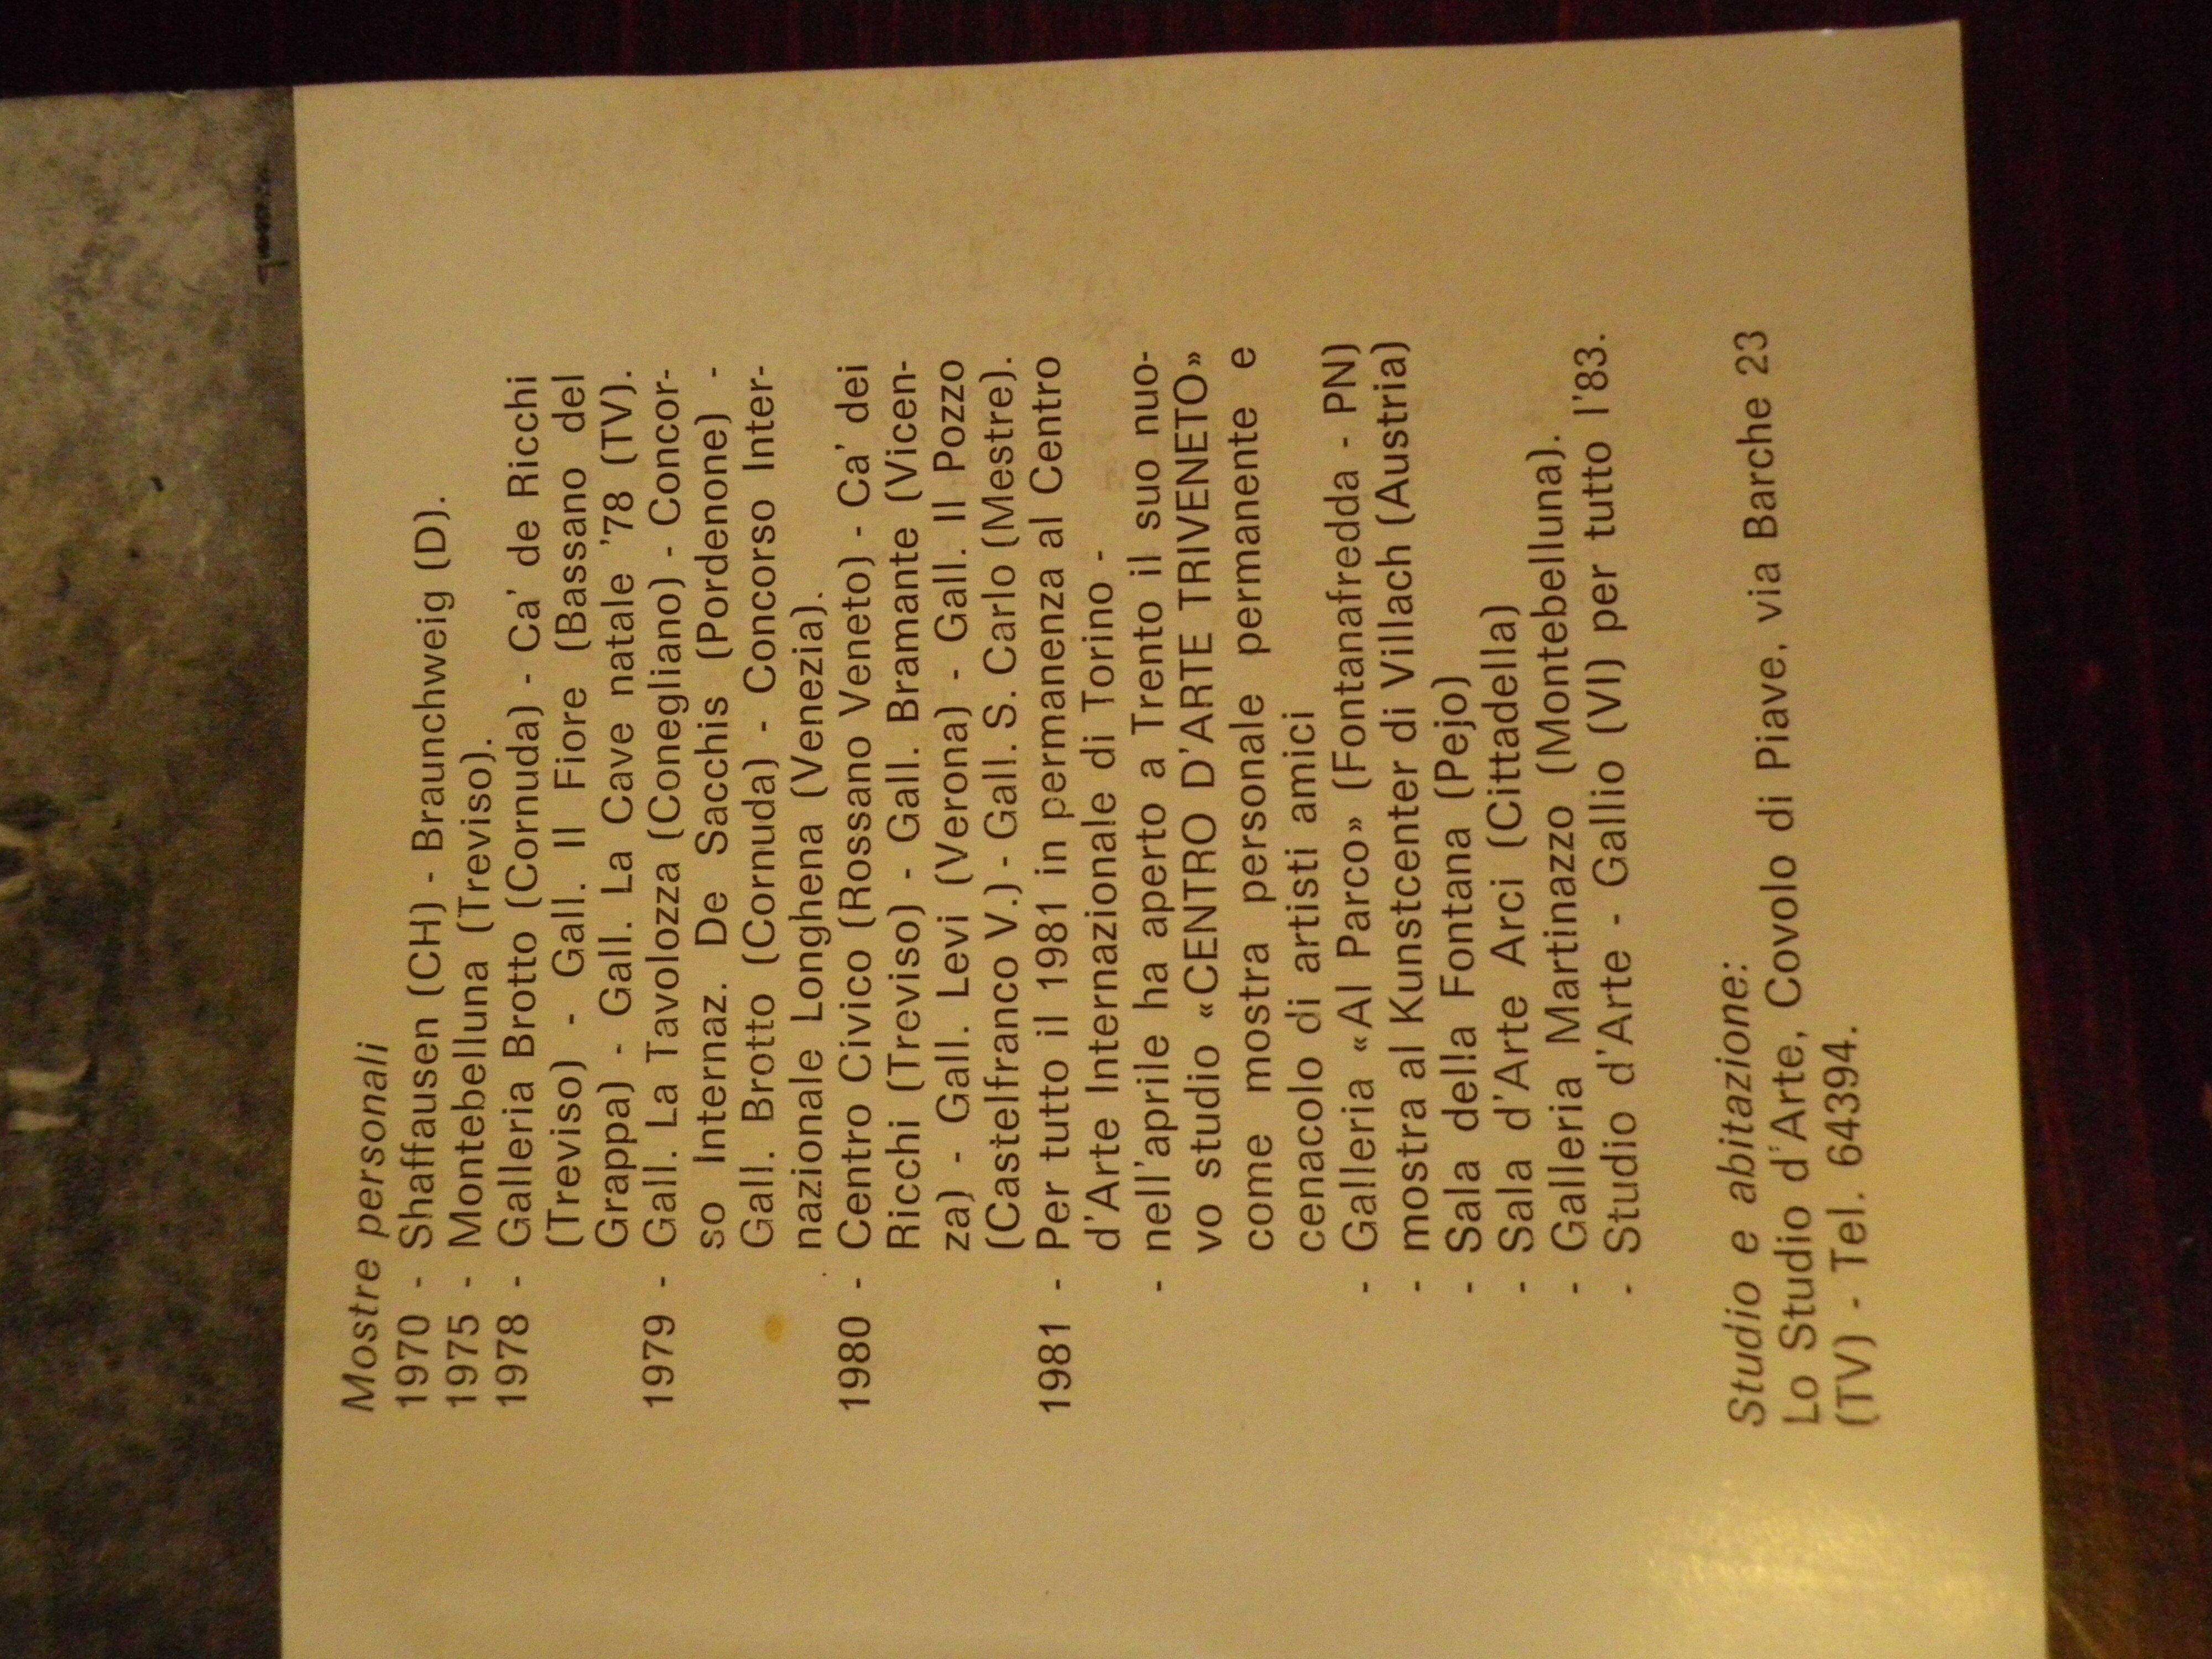 Mostre personali
1970 - Shaffausen (CH) - Braunchweig (D).
1975 - Montebelluna (Treviso).
1978 - Galleria Brotto (Cornuda) - Ca' de Ricchi
(Treviso) - Gall. Il Fiore (Bassano del
Grappa) - Gall. La Cave natale '78 (TV).
1979 - Gall. La Tavolozza (Conegliano) - Concor-
so Internaz. De Sacchis (Pordenone) -
Gall. Brotto (Cornuda) - Concorso Inter-
nazionale Longhena (Venezia).
1980 - Centro Civico (Rossano Veneto) - Ca' dei
Ricchi (Treviso) - Gall. Bramante (Vicen-
za) - Gall. Levi (Verona) - Gall. Il Pozzo
(Castelfranco V.) - Gall. S. Carlo (Mestre).
1981 - Per tutto il 1981 in permanenza al Centro
d'Arte Internazionale di Torino -
- nell'aprile ha aperto a Trento il suo nuo-
vo studio «CENTRO D'ARTE TRIVENETO»
come mostra personale permanente e
cenacolo di artisti amici
- Galleria «Al Parco» (Fontanafredda - PN)
- mostra al Kunstcenter di Villach (Austria)
- Sala della Fontana (Pejo)
- Sala d'Arte Arci (Cittadella)
- Galleria Martinazzo (Montebelluna).
- Studio d'Arte - Gallio (VI) per tutto l'83.
Studio e abitazione:
Lo Studio d'Arte, Covolo di Piave, via Barche 23
(TV) - Tel. 64394.